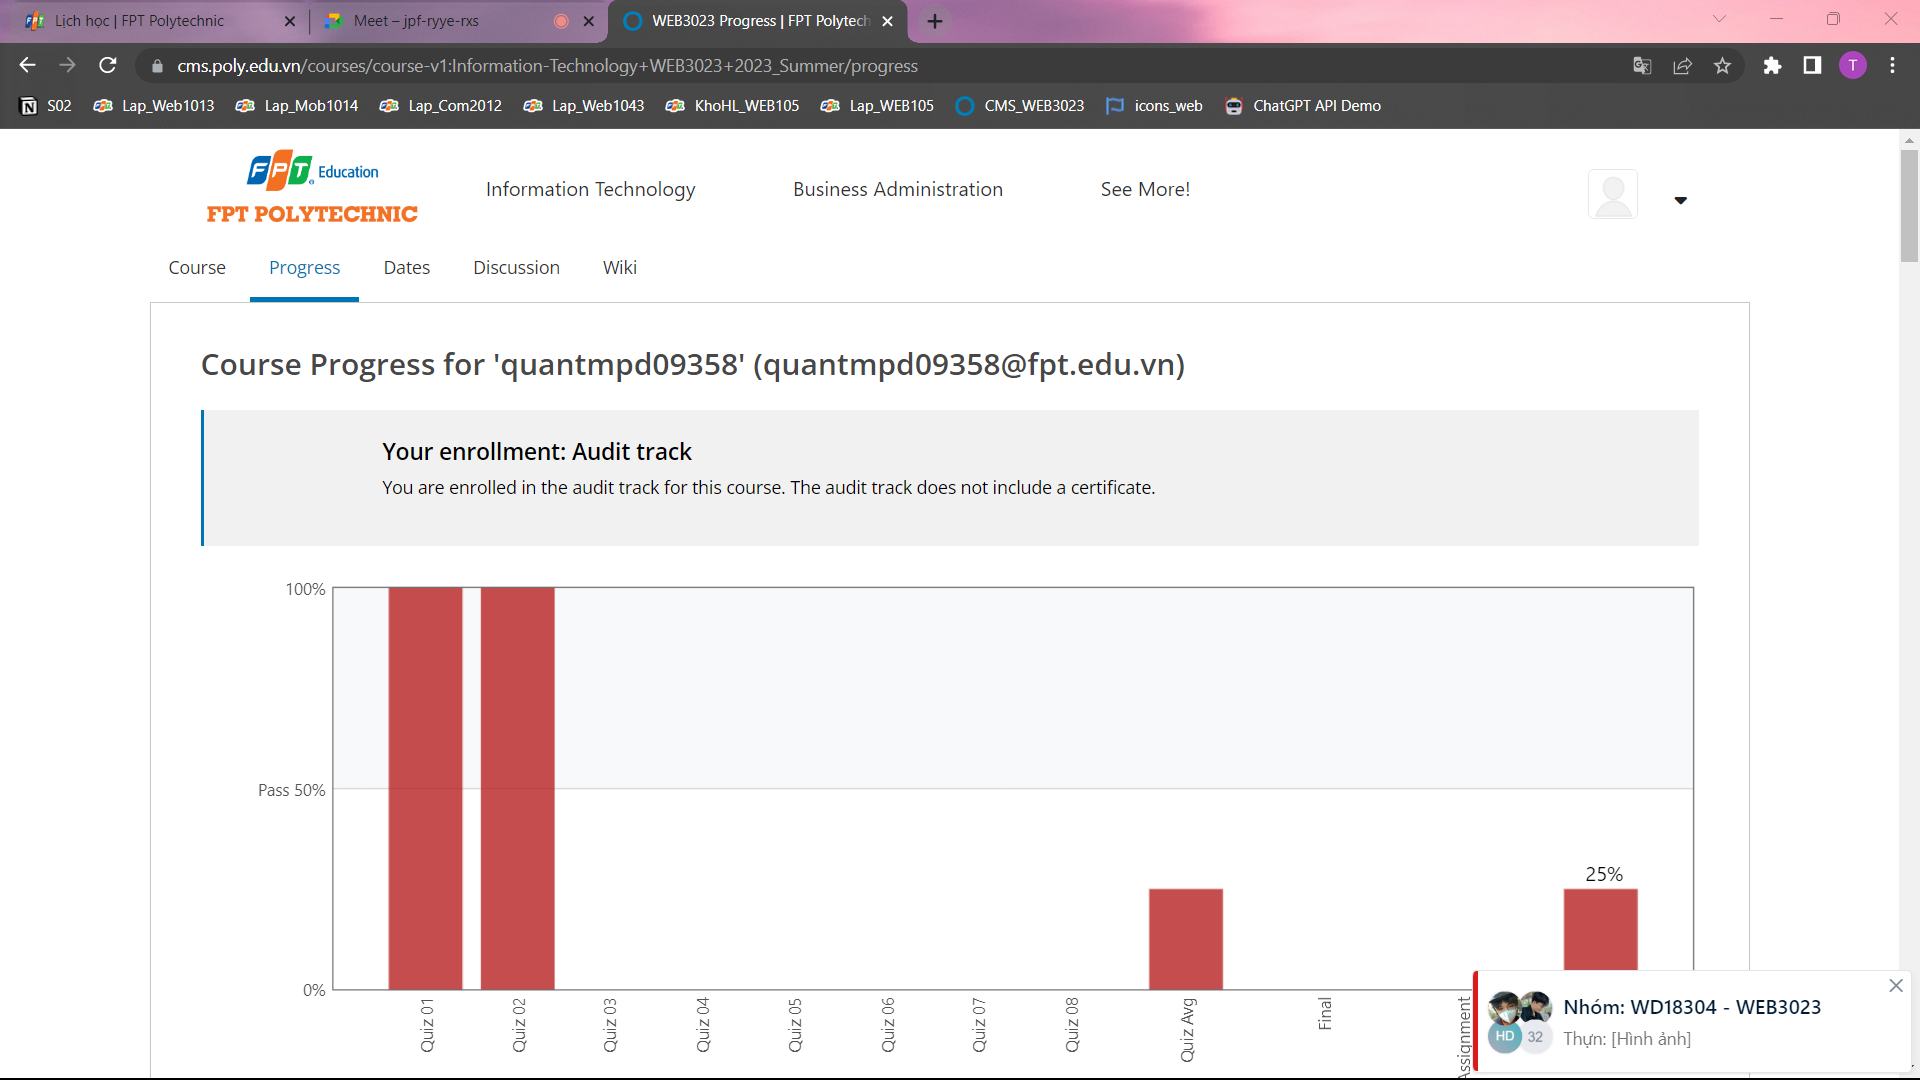 Lịch học | FPT Polytechnic
Meet – jpf-ryye-rxs
WEB3023 Progress | FPT Polytech
cms.poly.edu.vn/courses/course-v1:Information-Technology+WEB3023+2023_Summer/progress
T
S02
Lap_Web1013
Lap_Mob1014
Lap_Com2012
Lap_Web1043
KhoHL_WEB105
Lap_WEB105
CMS_WEB3023
icons_web
ChatGPT API Demo
FPT Education
FPT POLYTECHNIC
Information Technology
Business Administration
See More!
Course
Progress
Dates
Discussion
Wiki
Course Progress for 'quantmpd09358' (quantmpd09358@fpt.edu.vn)
Your enrollment: Audit track
You are enrolled in the audit track for this course. The audit track does not include a certificate.
100%
Pass 50%
0%
25%
Quiz 01
Quiz 02
Quiz 03
Quiz 04
Quiz 05
Quiz 06
Quiz 07
Quiz 08
Quiz Avg
Final
Assignment
Nhóm: WD18304 - WEB3023
Thựn: [Hình ảnh]
HD
32